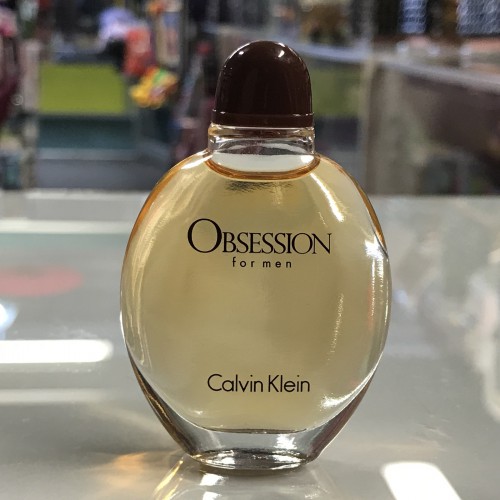 OBSESSION
for men
Calvin Klein